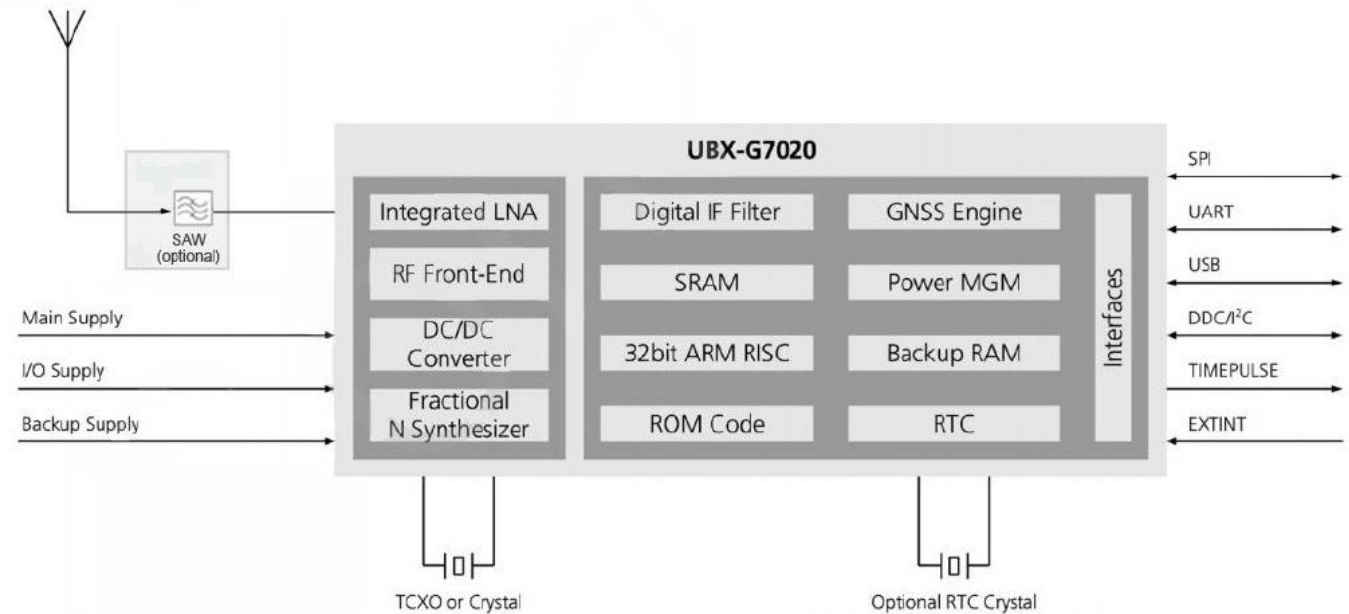 UBX-G7020
SAW
(optional)
Main Supply
I/O Supply
Backup Supply
Integrated LNA
RF Front-End
DC/DC
Converter
Fractional
N Synthesizer
Digital IF Filter
SRAM
32bit ARM RISC
ROM Code
GNSS Engine
Power MGM
Backup RAM
RTC
Interfaces
SPI
UART
USB
DDC/I²C
TIMEPULSE
EXTINT
TCXO or Crystal
Optional RTC Crystal